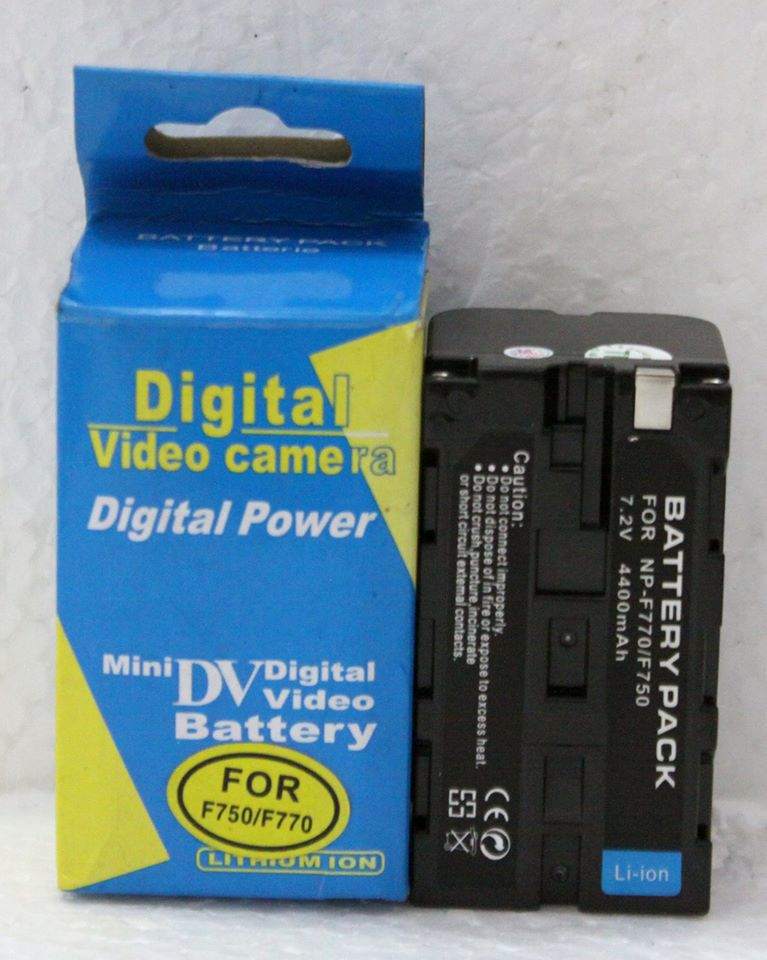 BATTERY PACK
Batterie
Digital
Video camera
Digital Power
Mini DV Digital
Video
Battery
FOR
F750/F770
LITHIUM ION
BATTERY PACK
FOR NP-F770/F750
7.2V 4400mAh
Li-ion
Caution:
• Do not connect improperly.
• Do not dispose of in fire or expose to excess heat.
• Do not crush,puncture,incinerate
or short circuit external contacts.
CE